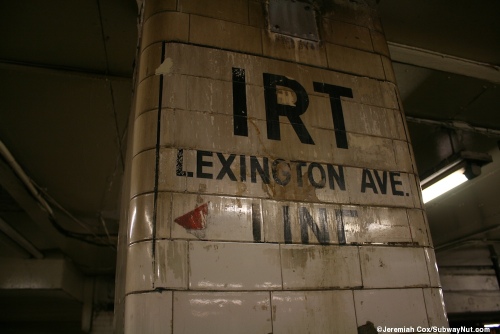 IRT
LEXINGTON AVE.
LINE
©Jeremiah Cox/SubwayNut.com